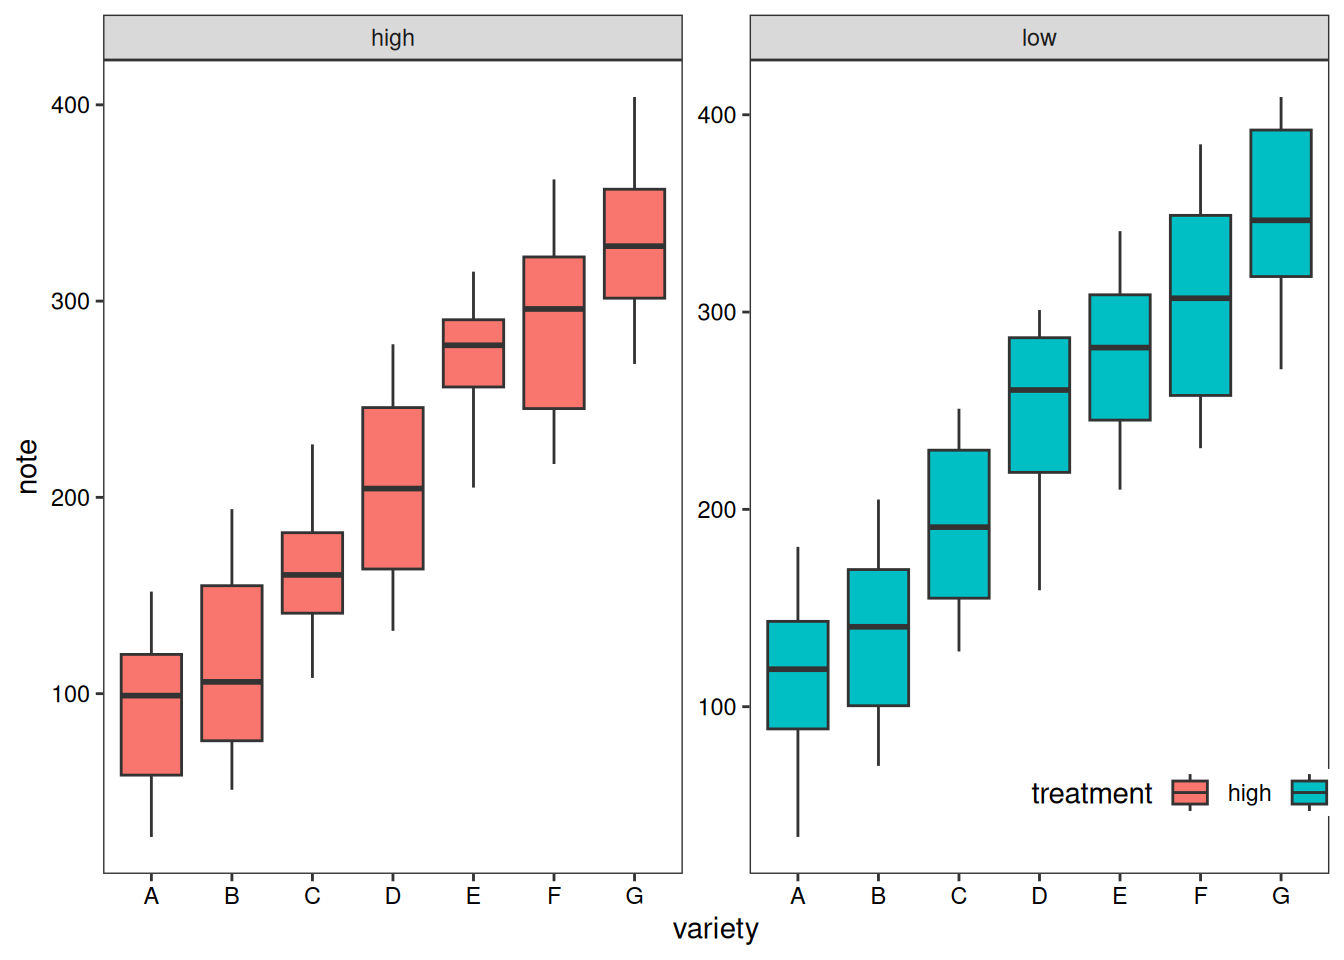 high
low
400
300
200
100
400
300
200
100
note
treatment high
A B C D E F G
A B C D E F G
variety